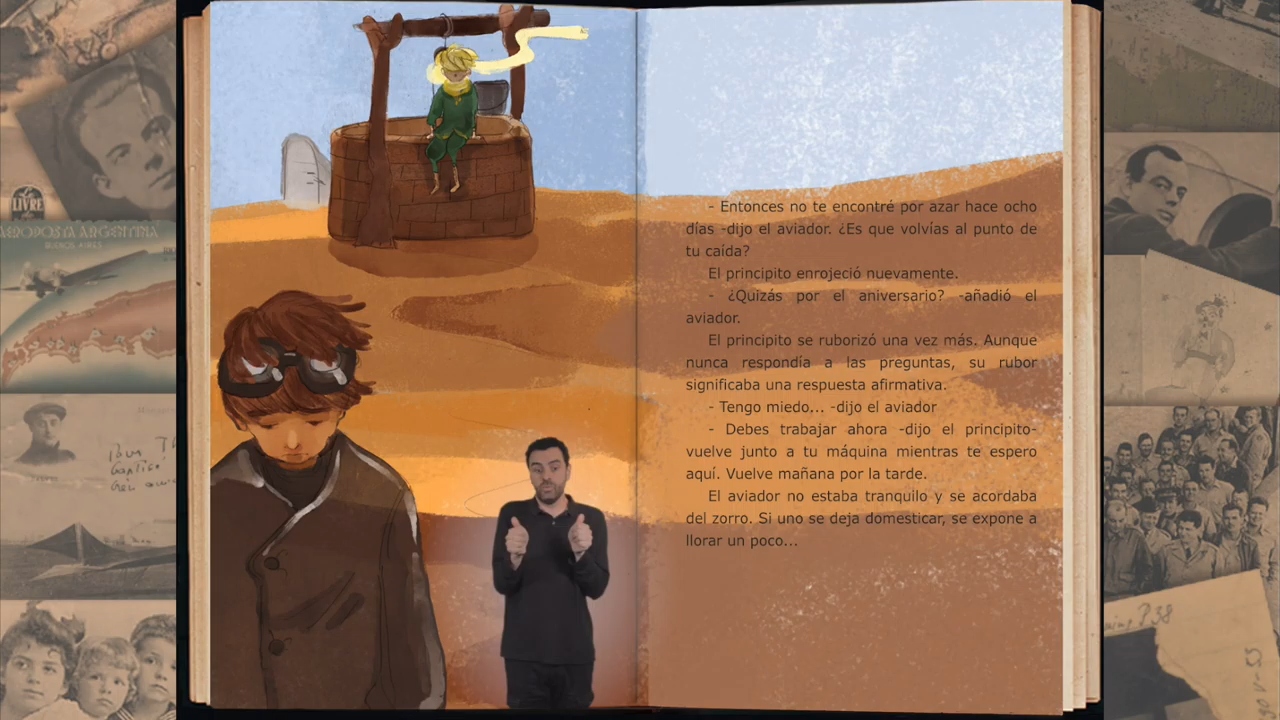 LIVRE
AEROPOSTA ARGENTINA
BUENOS AIRES
- Entonces no te encontré por azar hace ocho
días -dijo el aviador. ¿Es que volvías al punto de
tu caída?
El principito enrojeció nuevamente.
- ¿Quizás por el aniversario? -añadió el
aviador.
El principito se ruborizó una vez más. Aunque
nunca respondía a las preguntas, su rubor
significaba una respuesta afirmativa.
- Tengo miedo... -dijo el aviador
- Debes trabajar ahora -dijo el principito-
vuelve junto a tu máquina mientras te espero
aquí. Vuelve mañana por la tarde.
El aviador no estaba tranquilo y se acordaba
del zorro. Si uno se deja domesticar, se expone a
llorar un poco...
P38